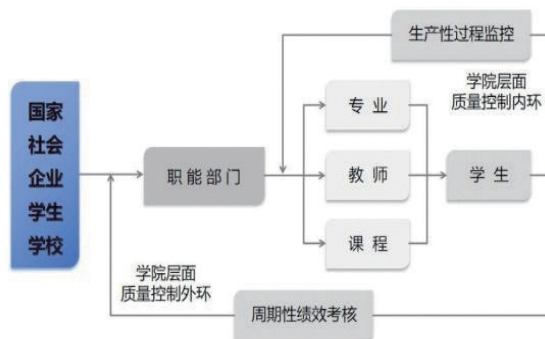 生产性过程监控
学院层面
质量控制内环
国家
社会
企业
学生
学校
职能部门
专业
教师
课程
学生
学院层面
质量控制外环
周期性绩效考核